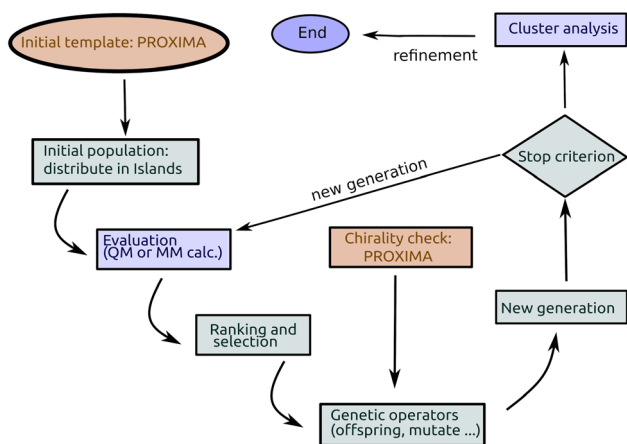 Initial template: PROXIMA
End
Cluster analysis
refinement
Initial population:
distribute in Islands
Stop criterion
new generation
Evaluation
(QM or MM calc.)
Chirality check:
PROXIMA
New generation
Ranking and
selection
Genetic operators
(offspring, mutate ...)